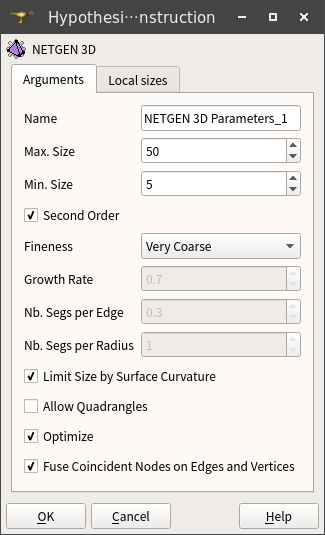 Hypothesi···nstruction
NETGEN 3D
Arguments
Local sizes
Name
NETGEN 3D Parameters_1
Max. Size
50
Min. Size
5
Second Order
Fineness
Very Coarse
Growth Rate
0.7
Nb. Segs per Edge
0.3
Nb. Segs per Radius
1
Limit Size by Surface Curvature
Allow Quadrangles
Optimize
Fuse Coincident Nodes on Edges and Vertices
OK
Cancel
Help